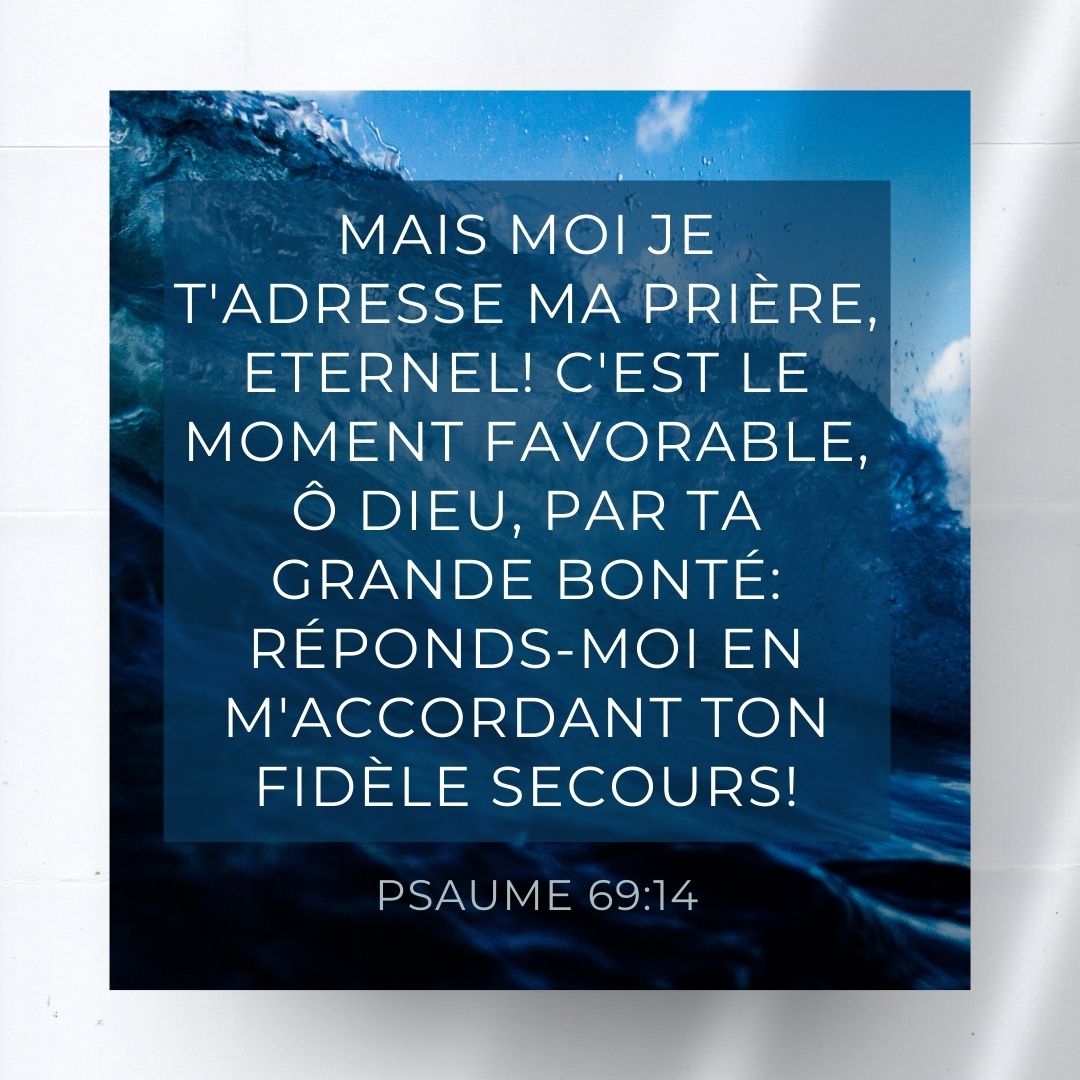 MAIS MOI JE
T'ADRESSE MA PRIÈRE,
ETERNEL! C'EST LE
MOMENT FAVORABLE,
Ô DIEU, PAR TA
GRANDE BONTÉ:
RÉPONDS-MOI EN
M'ACCORDANT TON
FIDÈLE SECOURS!
PSAUME 69:14